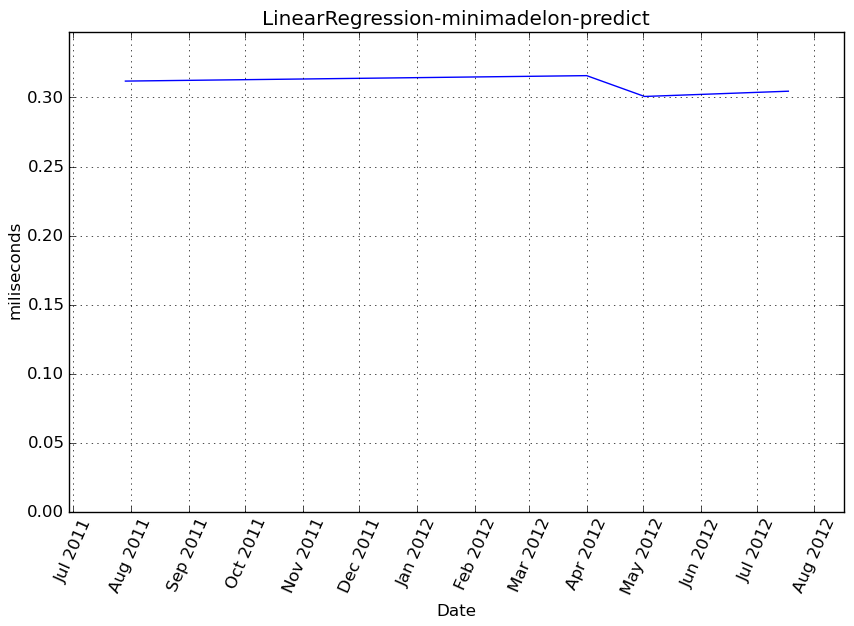 LinearRegression-minimadelon-predict
miliseconds
0.30
0.25
0.20
0.15
0.10
0.05
0.00
Jul 2011
Aug 2011
Sep 2011
Oct 2011
Nov 2011
Dec 2011
Jan 2012
Feb 2012
Mar 2012
Apr 2012
May 2012
Jun 2012
Jul 2012
Aug 2012
Date